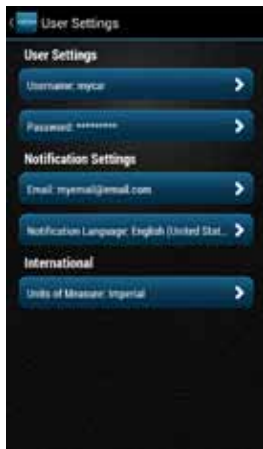 User Settings
User Settings
Username: mycar
Password: *********
Notification Settings
Email: myemail@email.com
Notification Language: English (United Stat...
International
Units of Measure: Imperial